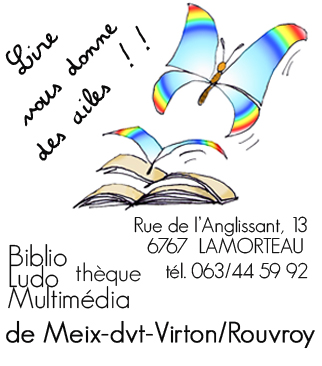 Lire
vous donne
des ailes !!
Rue de l'Anglissant, 13
6767 LAMORTEAU
tél. 063/44 59 92
Biblio
Ludo thèque
Multimédia
de Meix-dvt-Virton/Rouvroy